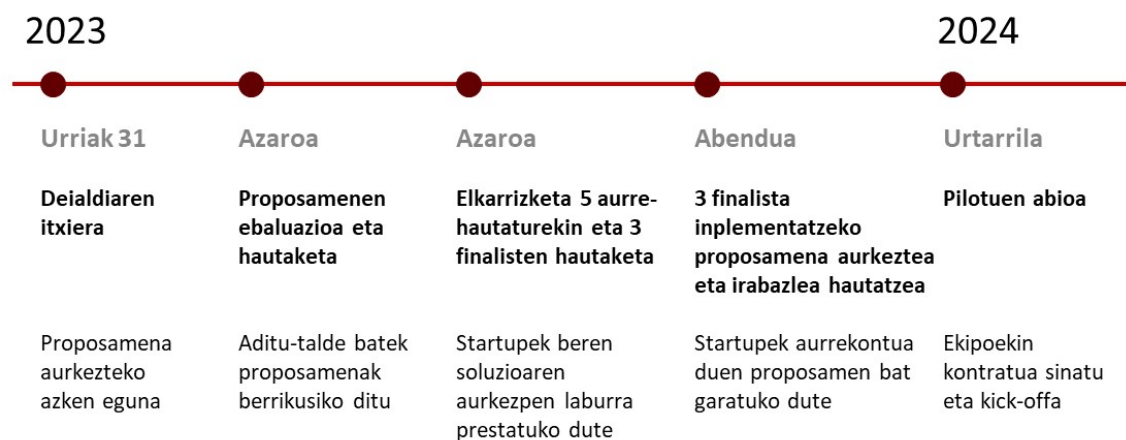 2023
2024
Urriak 31
Azaroa
Azaroa
Abendua
Urtarrila
Deialdiaren
itxiera
Proposamenen
ebaluazioa eta
hautaketa
Elkarrizketa 5 aurre-
hautaturekin eta 3
finalisten hautaketa
3 finalista
inplementatzeko
proposamena aurkeztea
eta irabazlea hautatzea
Pilotuen abioa
Proposamena
aurkezteko
azken eguna
Aditu-talde batek
proposamenak
berrikusiko ditu
Startupek beren
soluzioaren
aurkezpen laburra
prestatuko dute
Startupek aurrekontua
duen proposamen bat
garatuko dute
Ekipoekin
kontratua sinatu
eta kick-offa